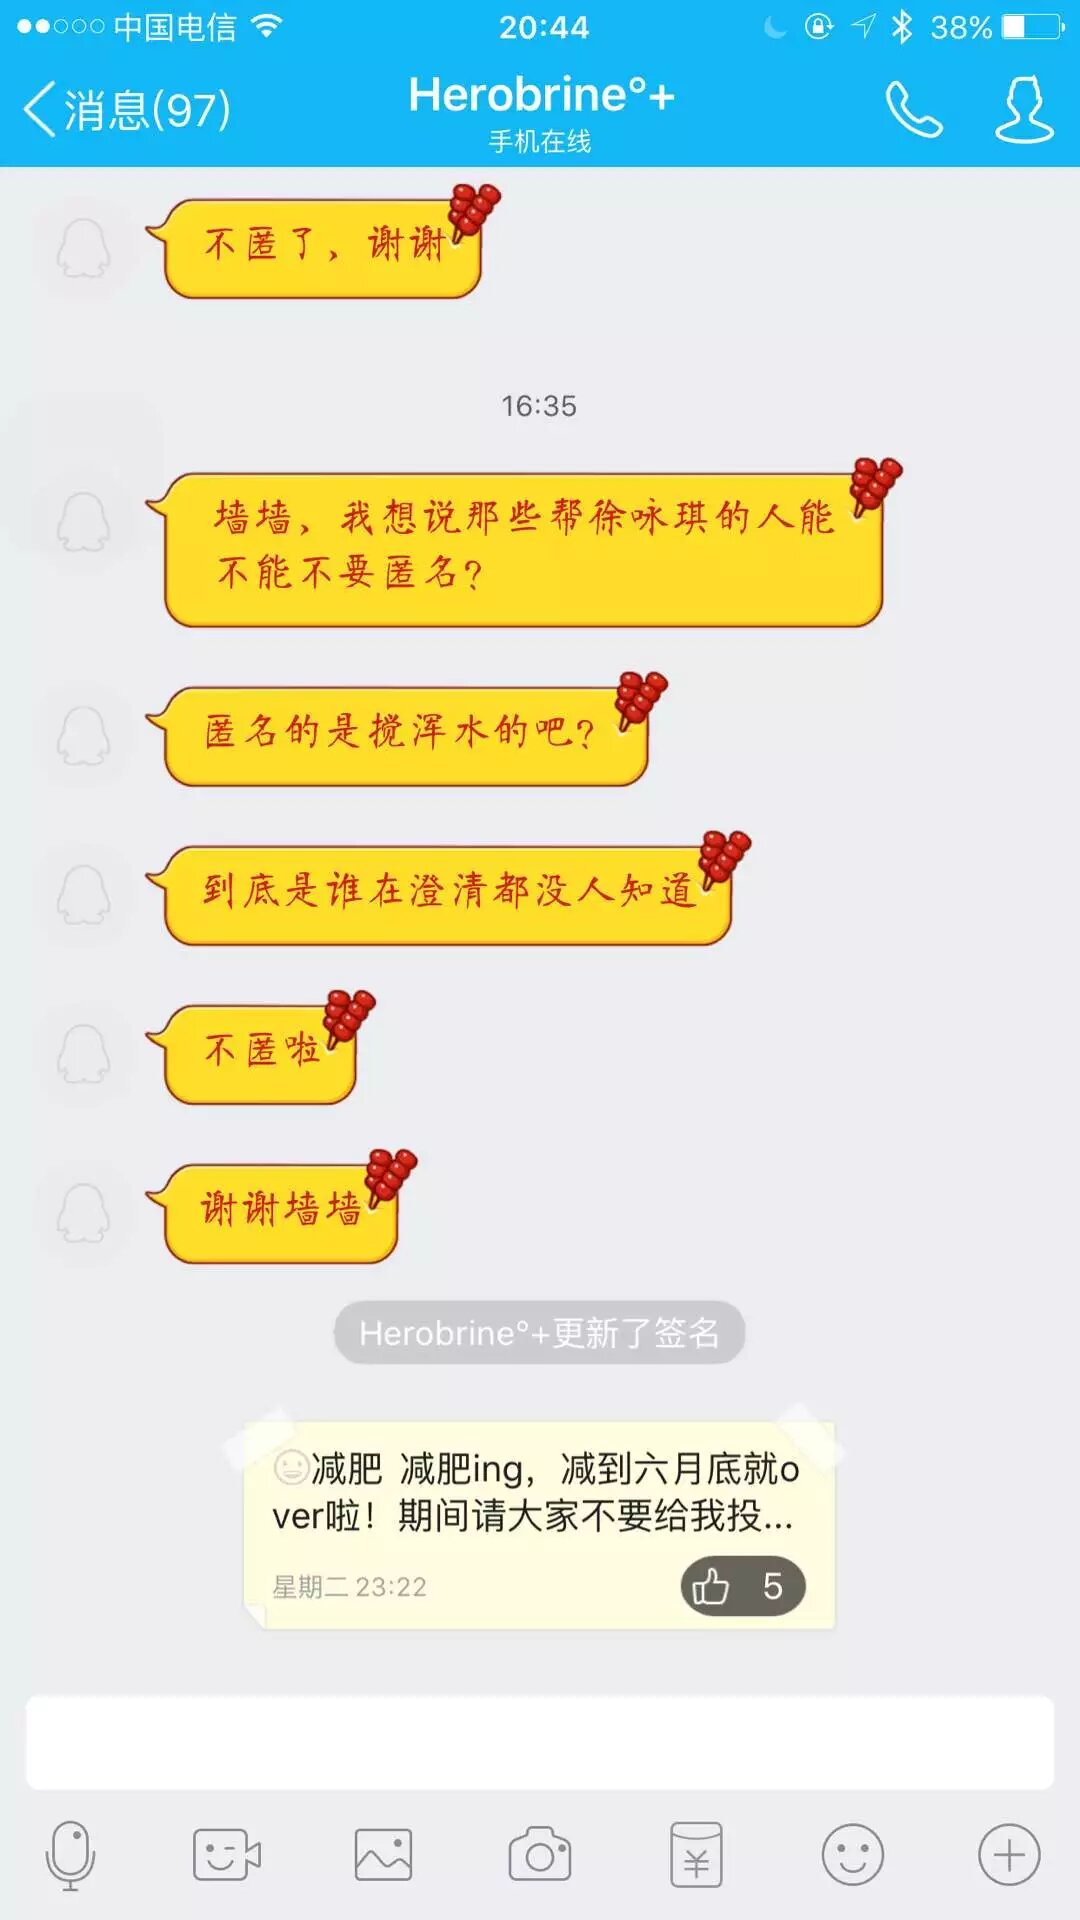 中国电信
20:44
38%
消息(97)
Herobrine°+
手机在线
不匿了，谢谢
16:35
墙墙，我想说那些帮徐咏琪的人能
不能不要匿名？
匿名的是搅浑水的吧？
到底是谁在澄清都没人知道
不匿啦
谢谢墙墙
Herobrine°+更新了签名
减肥 减肥ing，减到六月底就o
ver啦！期间请大家不要给我投...
星期二 23:22
5